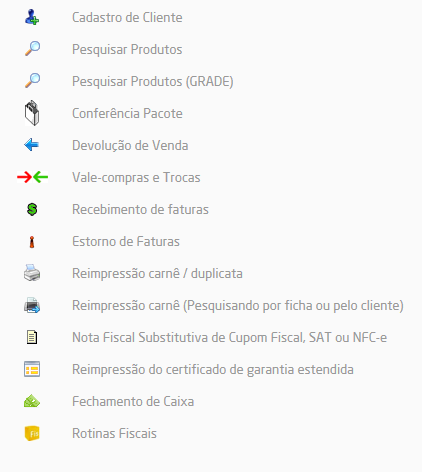 Cadastro de Cliente
Pesquisar Produtos
Pesquisar Produtos (GRADE)
Conferência Pacote
Devolução de Venda
Vale-compras e Trocas
Recebimento de faturas
Estorno de Faturas
Reimpressão carnê / duplicata
Reimpressão carnê (Pesquisando por ficha ou pelo cliente)
Nota Fiscal Substitutiva de Cupom Fiscal, SAT ou NFC-e
Reimpressão do certificado de garantia estendida
Fechamento de Caixa
Rotinas Fiscais